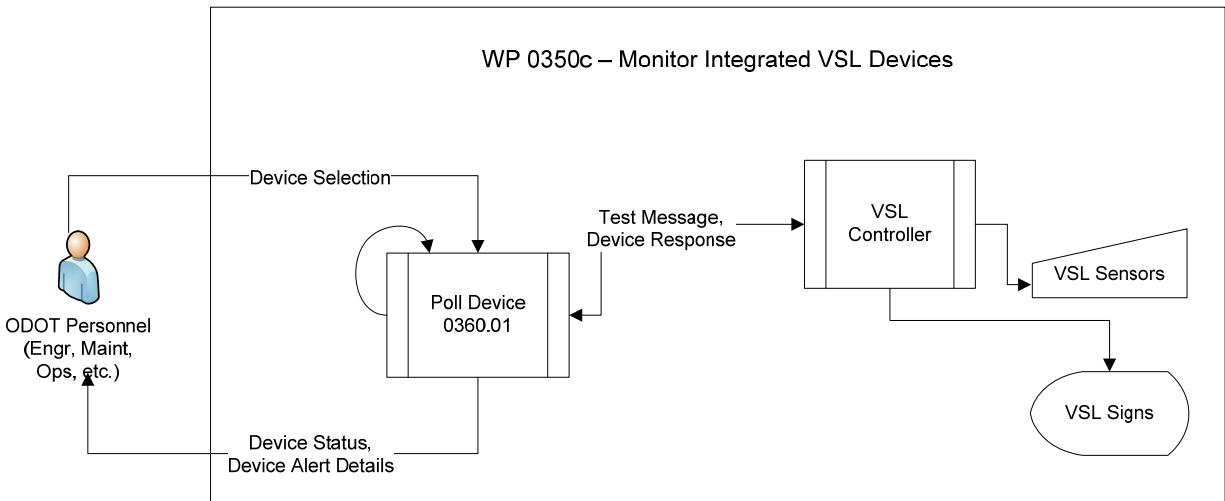 WP 0350c – Monitor Integrated VSL Devices
Device Selection
Test Message,
Device Response
VSL
Controller
VSL Sensors
Poll Device
0360.01
ODOT Personnel
(Engr, Maint,
Ops, etc.)
VSL Signs
Device Status,
Device Alert Details